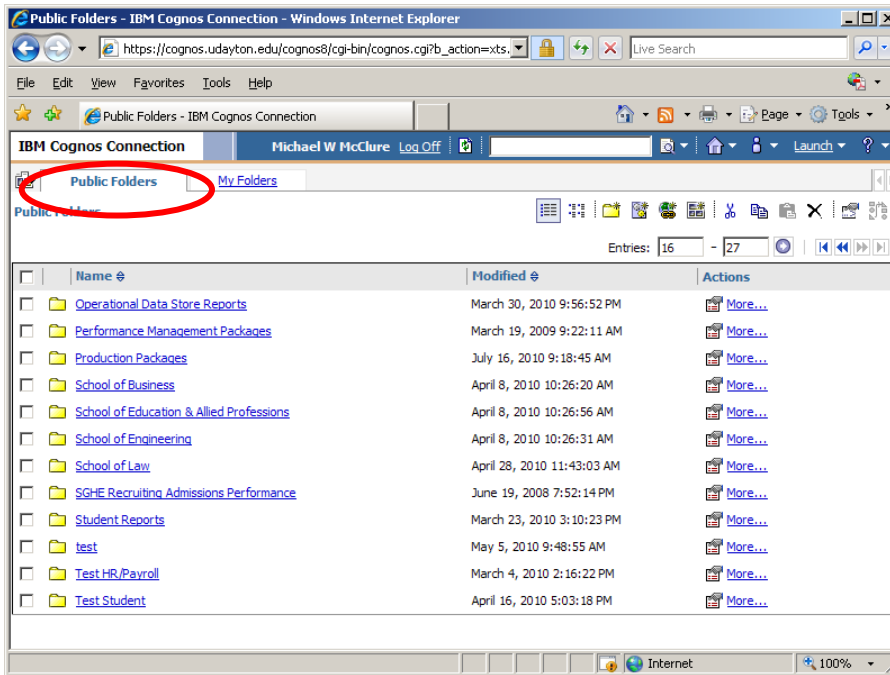 Public Folders - IBM Cognos Connection - Windows Internet Explorer
https://cognos.udayton.edu/cognos8/cgi-bin/cognos.cgi?b_action=xts. Live Search
File Edit View Favorites Tools Help
Public Folders - IBM Cognos Connection Page Tools
IBM Cognos Connection Michael W McClure Log Off Launch ?
Public Folders My Folders
Public Folders
Entries: 16 - 27
Name Modified Actions
Operational Data Store Reports March 30, 2010 9:56:52 PM More...
Performance Management Packages March 19, 2009 9:22:11 AM More...
Production Packages July 16, 2010 9:18:45 AM More...
School of Business April 8, 2010 10:26:20 AM More...
School of Education & Allied Professions April 8, 2010 10:26:56 AM More...
School of Engineering April 8, 2010 10:26:31 AM More...
School of Law April 28, 2010 11:43:03 AM More...
SGHE Recruiting Admissions Performance June 19, 2008 7:52:14 PM More...
Student Reports March 23, 2010 3:10:23 PM More...
test May 5, 2010 9:48:55 AM More...
Test HR/Payroll March 4, 2010 2:16:22 PM More...
Test Student April 16, 2010 5:03:18 PM More...
Internet 100%